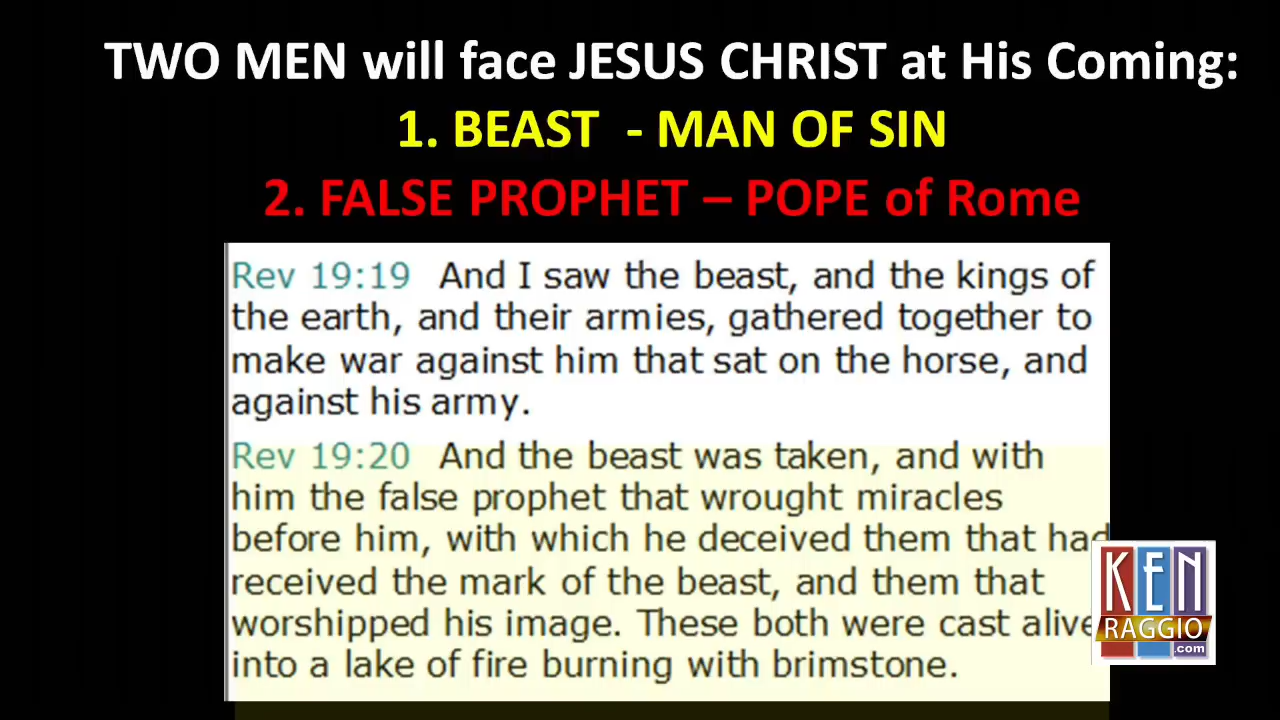 TWO MEN will face JESUS CHRIST at His Coming:
1. BEAST - MAN OF SIN
2. FALSE PROPHET – POPE of Rome
Rev 19:19 And I saw the beast, and the kings of
the earth, and their armies, gathered together to
make war against him that sat on the horse, and
against his army.
Rev 19:20 And the beast was taken, and with
him the false prophet that wrought miracles
before him, with which he deceived them that had
received the mark of the beast, and them that
worshipped his image. These both were cast alive
into a lake of fire burning with brimstone.
KEN
RAGGIO
.com